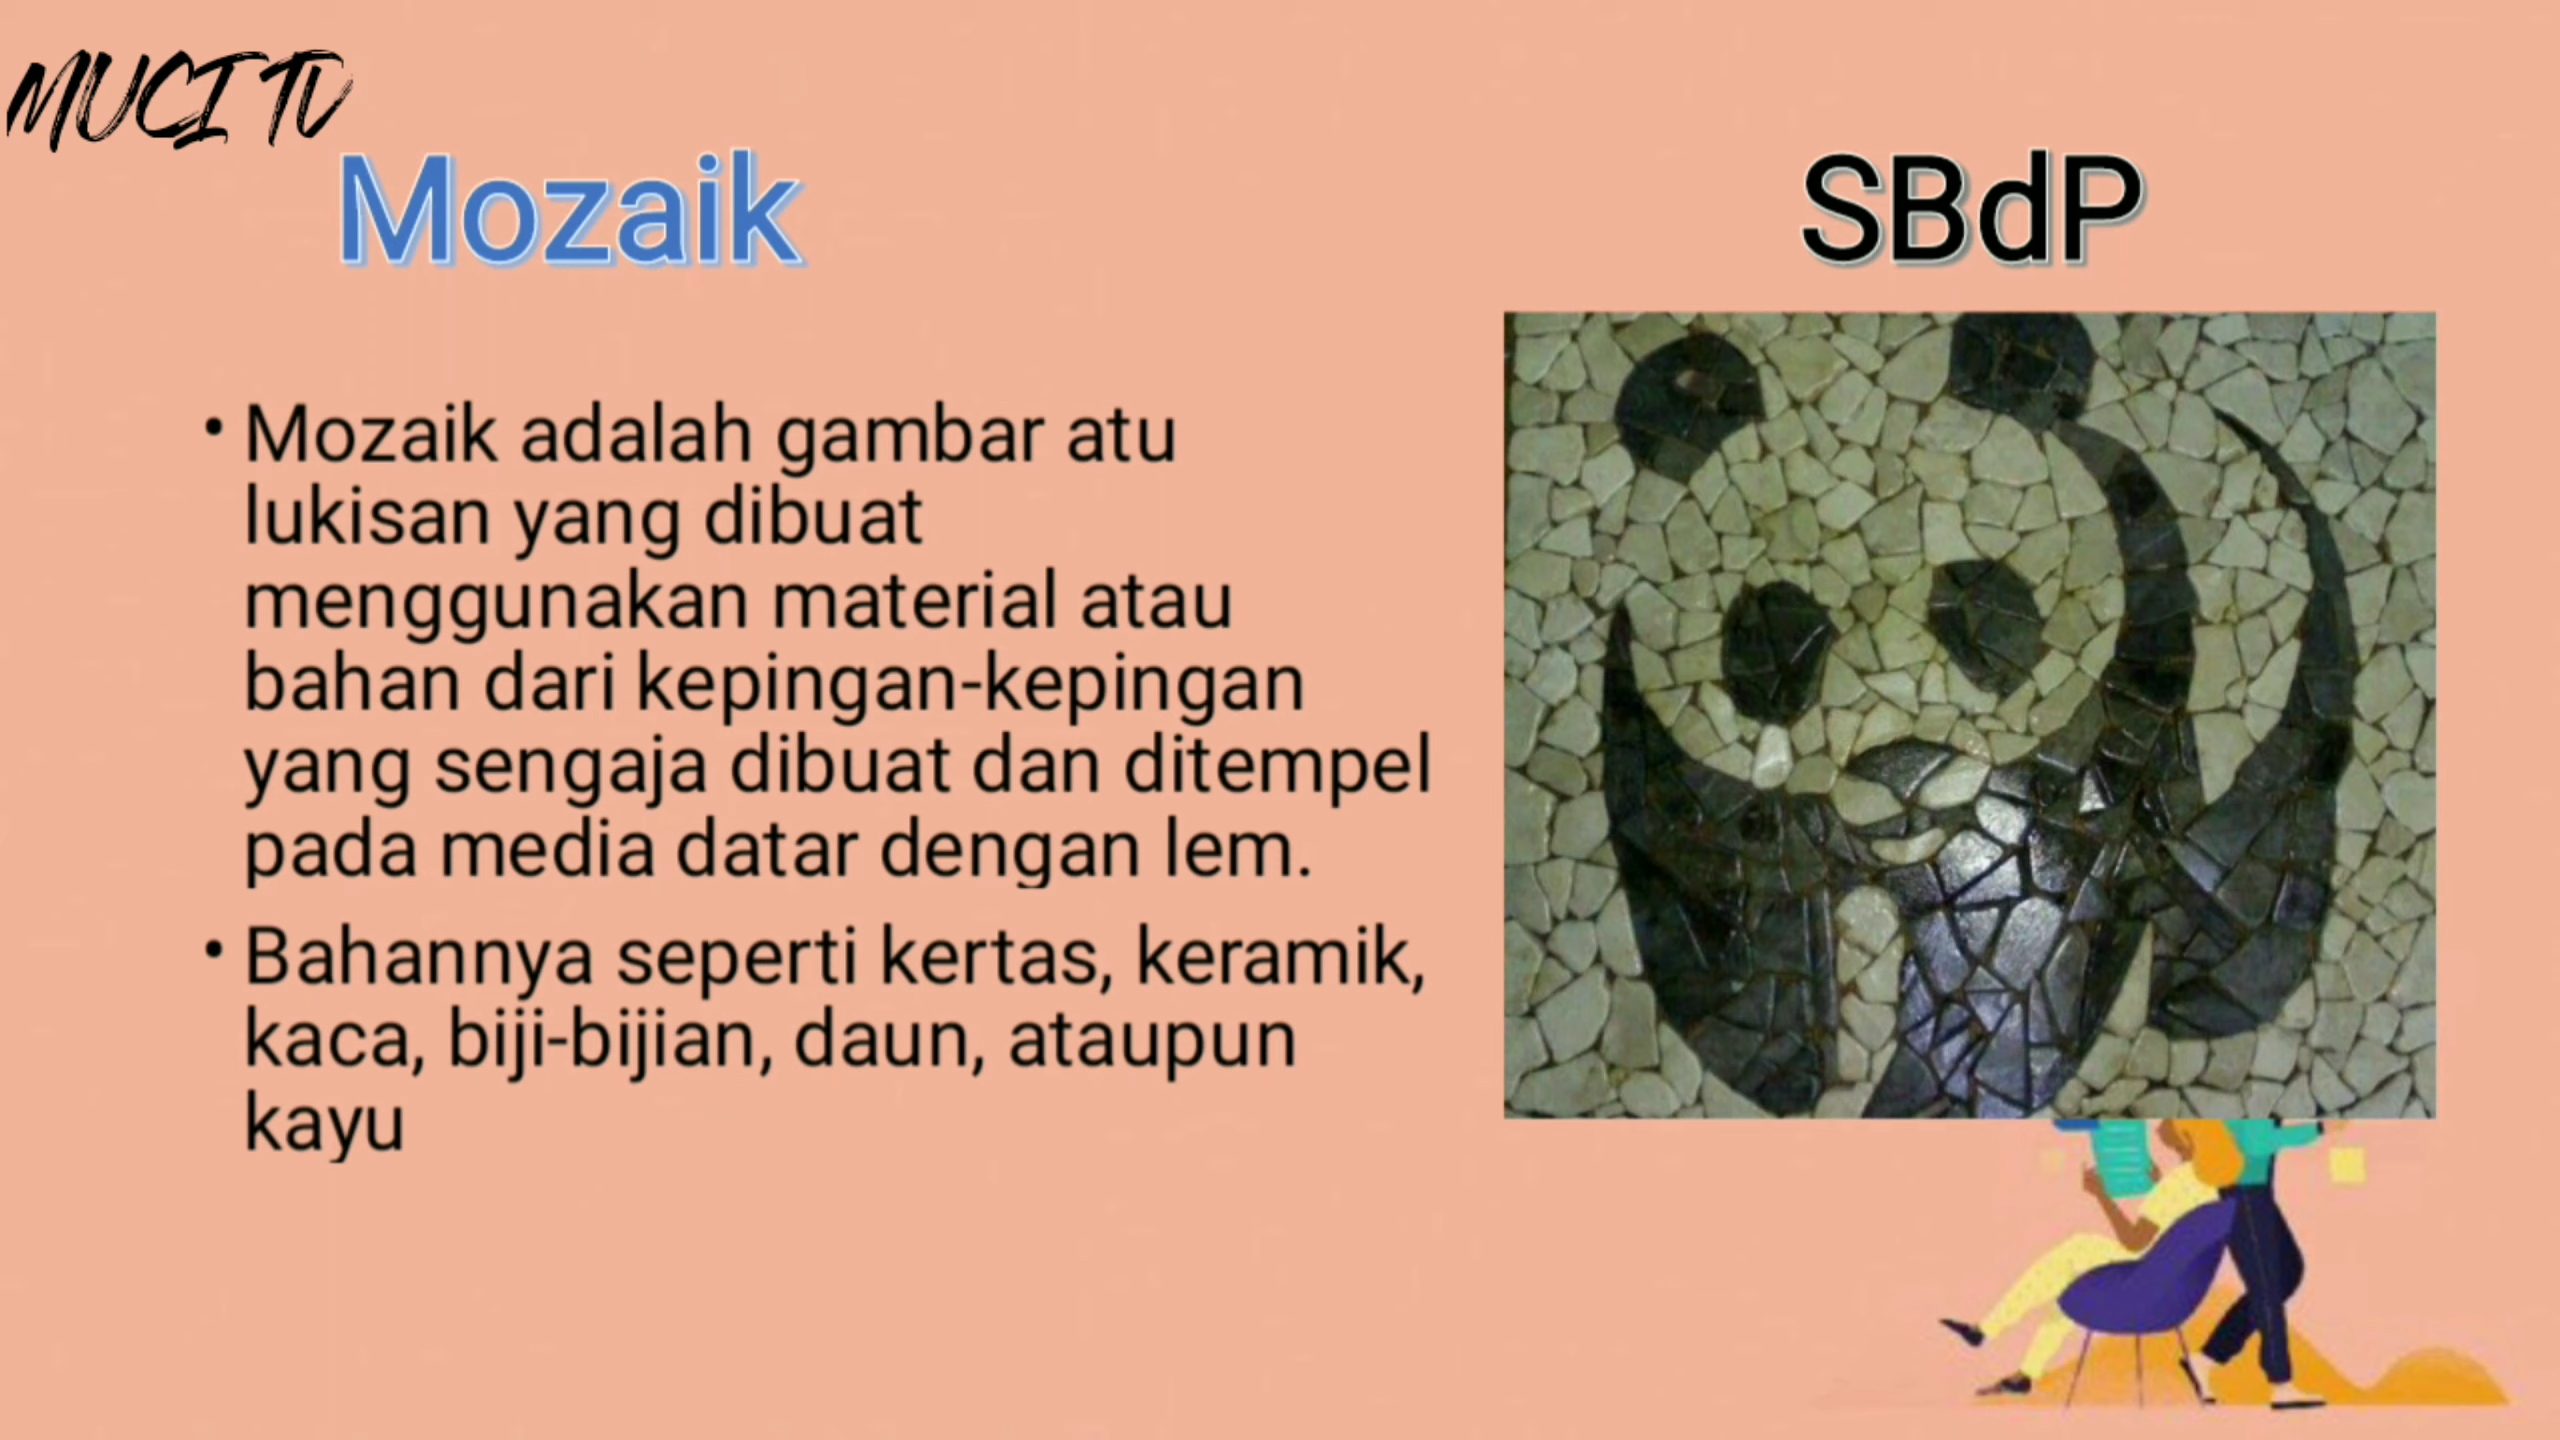 MUCI TV
Mozaik
SBdP
• Mozaik adalah gambar atu
lukisan yang dibuat
menggunakan material atau
bahan dari kepingan-kepingan
yang sengaja dibuat dan ditempel
pada media datar dengan lem.
• Bahannya seperti kertas, keramik,
kaca, biji-bijian, daun, ataupun
kayu